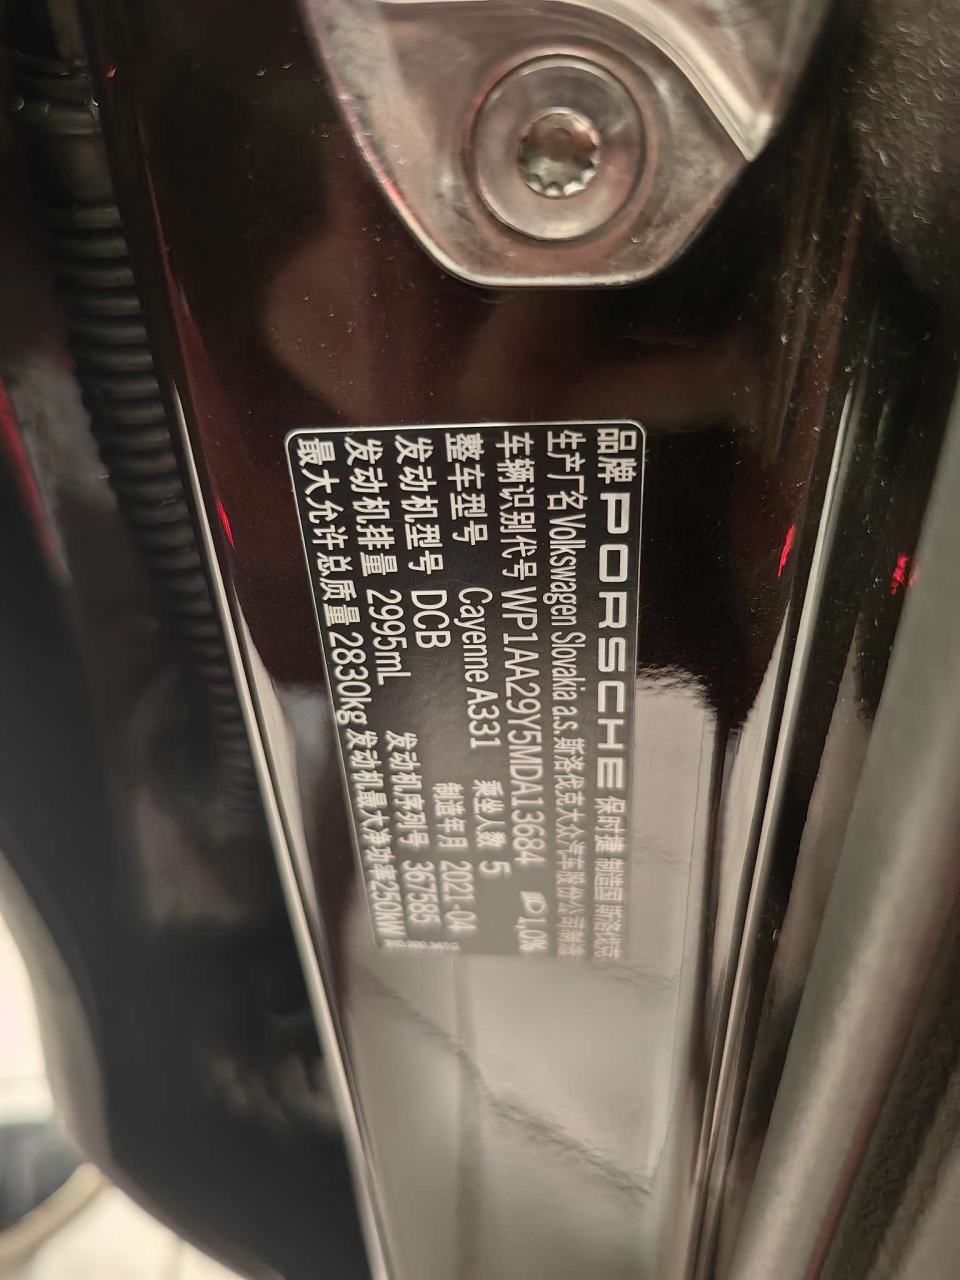 品牌 PORSCHE 保时捷 制造国 斯洛伐克
生产厂名 Volkswagen Slovakia a.s. 斯洛伐克大众汽车股份公司
车辆识别代号 WP1AA29Y5MDA13684 1,0%
整车型号 Cayenne A331 乘坐人数 5
发动机型号 DCB 制造年月 2021-04
发动机排量 2995mL 发动机序列号 367585
最大允许总质量 2830kg 发动机最大净功率 250kW